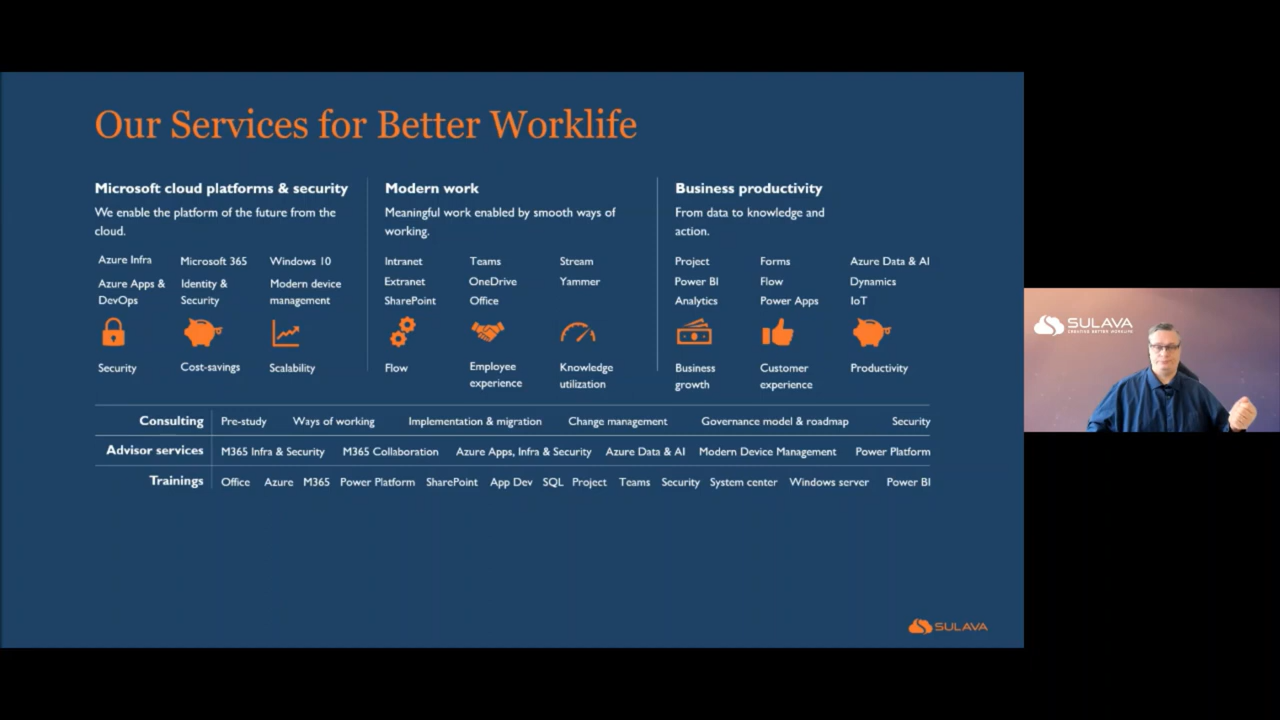 Our Services for Better Worklife
Microsoft cloud platforms & security
We enable the platform of the future from the
cloud.
Azure Infra
Microsoft 365
Windows 10
Azure Apps &
DevOps
Identity &
Security
Modern device
management
Security
Cost-savings
Scalability
Modern work
Meaningful work enabled by smooth ways of
working.
Intranet
Teams
Stream
Extranet
OneDrive
Yammer
SharePoint
Office
Flow
Employee
experience
Knowledge
utilization
Business productivity
From data to knowledge and
action.
Project
Forms
Azure Data & AI
Power BI
Flow
Dynamics
Analytics
Power Apps
IoT
Business
growth
Customer
experience
Productivity
Consulting Pre-study Ways of working Implementation & migration Change management Governance model & roadmap Security
Advisor services M365 Infra & Security M365 Collaboration Azure Apps, Infra & Security Azure Data & AI Modern Device Management Power Platform
Trainings Office Azure M365 Power Platform SharePoint App Dev SQL Project Teams Security System center Windows server Power BI
SULAVA
SULAVA
CREATIVE BETTER WORKLIFE